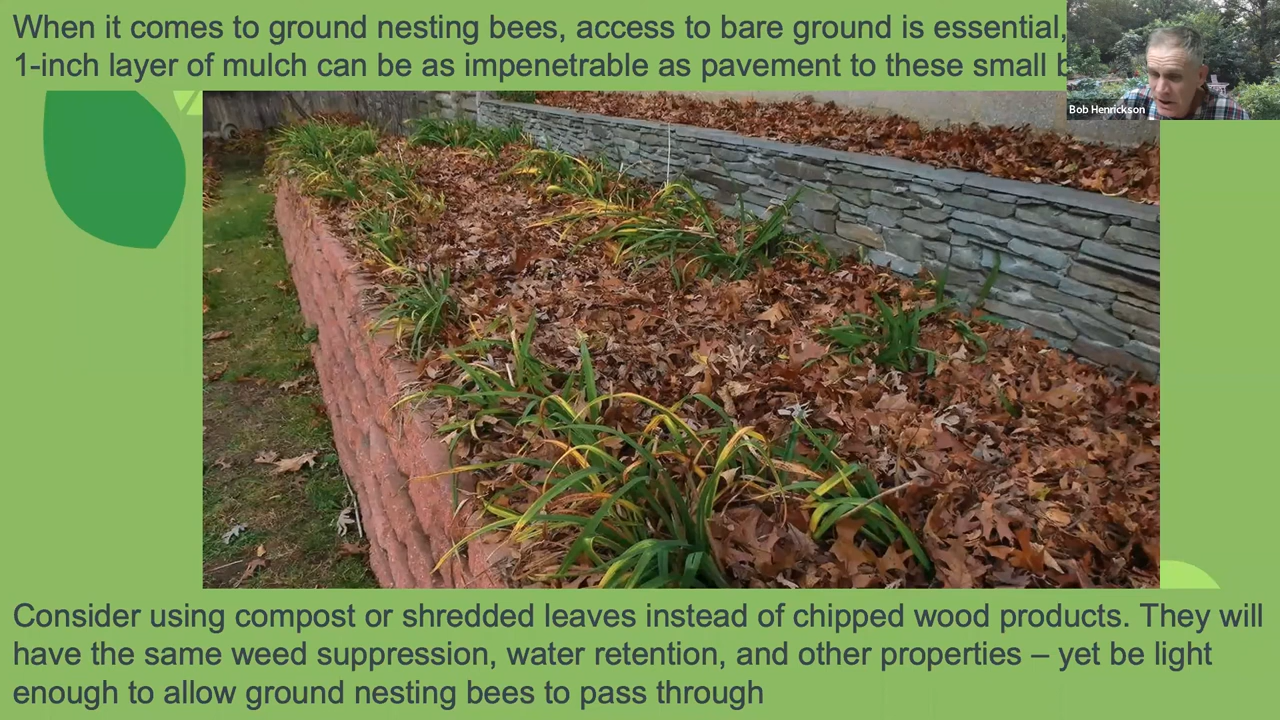 When it comes to ground nesting bees, access to bare ground is essential,
1-inch layer of mulch can be as impenetrable as pavement to these small
Bob Henrickson
Consider using compost or shredded leaves instead of chipped wood products. They will
have the same weed suppression, water retention, and other properties – yet be light
enough to allow ground nesting bees to pass through